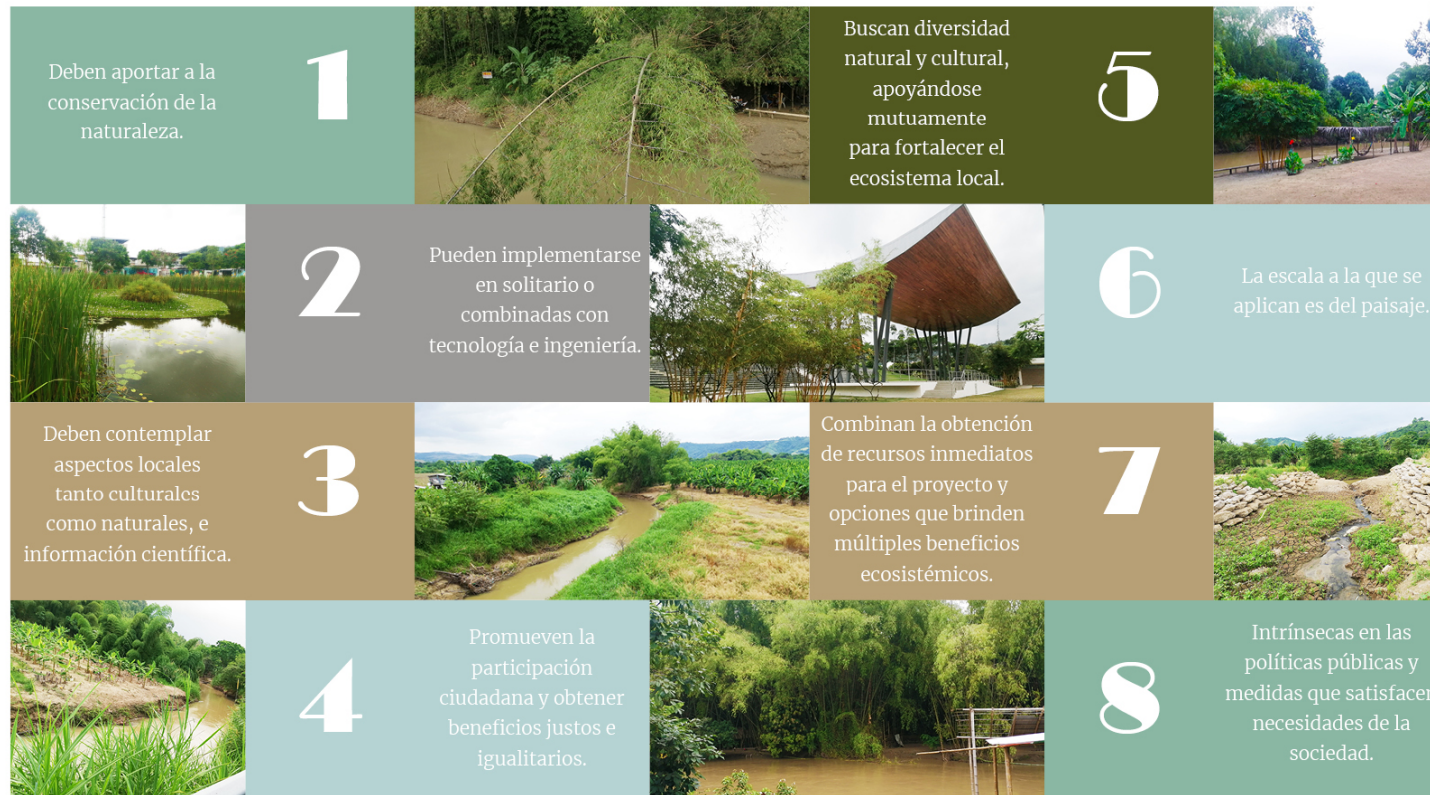 1
Deben aportar a la
conservación de la
naturaleza.
2
Pueden implementarse
en solitario o
combinadas con
tecnología e ingeniería.
3
Deben contemplar
aspectos locales
tanto culturales
como naturales, e
información científica.
4
Promueven la
participación
ciudadana y obtener
beneficios justos e
igualitarios.
5
Buscan diversidad
natural y cultural,
apoyándose
mutuamente
para fortalecer el
ecosistema local.
6
La escala a la que se
aplican es del paisaje.
7
Combinan la obtención
de recursos inmediatos
para el proyecto y
opciones que brinden
múltiples beneficios
ecosistémicos.
8
Intrínsecas en las
políticas públicas y
medidas que satisfacen
necesidades de la
sociedad.